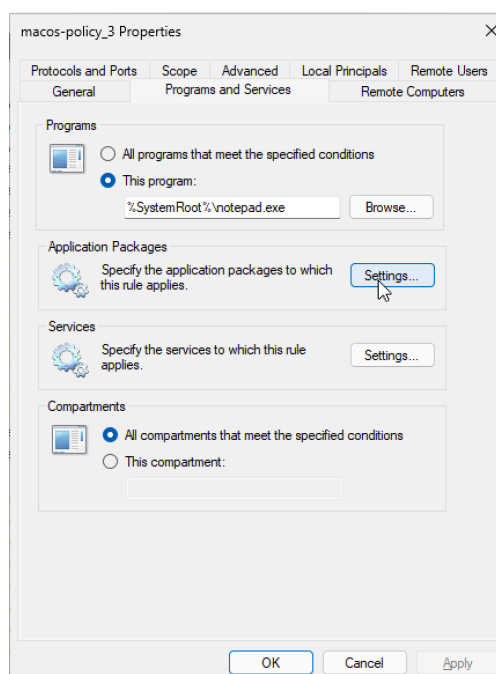 macos-policy_3 Properties
Protocols and Ports
Scope
Advanced
Local Principals
Remote Users
General
Programs and Services
Remote Computers
Programs
All programs that meet the specified conditions
This program:
%SystemRoot%\notepad.exe
Browse...
Application Packages
Specify the application packages to which
this rule applies.
Settings...
Services
Specify the services to which this rule
applies.
Settings...
Compartments
All compartments that meet the specified conditions
This compartment:
OK
Cancel
Apply